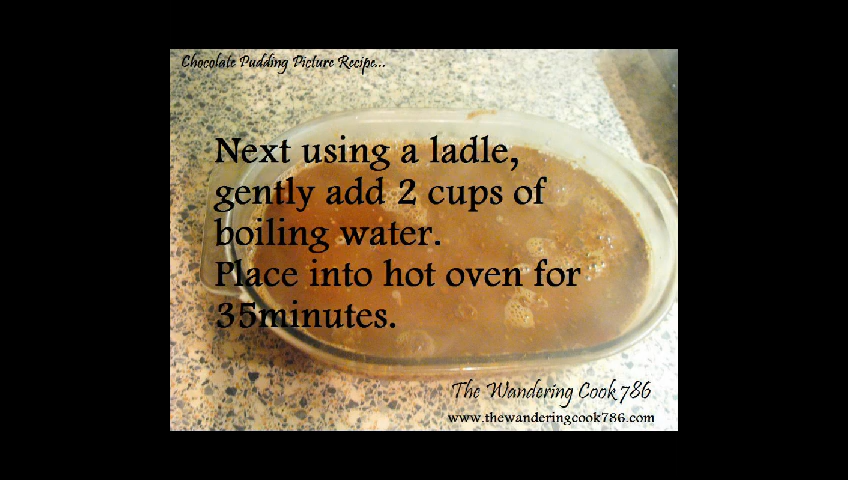 Chocolate Pudding Picture Recipe...
Next using a ladle,
gently add 2 cups of
boiling water.
Place into hot oven for
35minutes.
The Wandering Cook786
www.thewanderingcook786.com